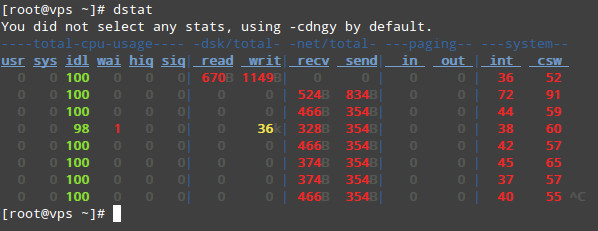 [root@vps ~]# dstat
You did not select any stats, using -cdngy by default.
----total-cpu-usage---- -dsk/total- -net/total- ---paging-- ---system--
usr sys idl wai hiq siq| read  writ| recv  send|  in   out | int   csw
  0   0 100   0   0   0| 670B 1149B|   0     0 |   0     0 |  36    52
  0   0 100   0   0   0|   0     0 | 524B  834B|   0     0 |  72    91
  0   0 100   0   0   0|   0     0 | 466B  354B|   0     0 |  44    59
  0   0  98   1   0   0|   0    36k| 328B  354B|   0     0 |  38    60
  0   0 100   0   0   0|   0     0 | 466B  354B|   0     0 |  42    57
  0   0 100   0   0   0|   0     0 | 374B  354B|   0     0 |  45    65
  0   0 100   0   0   0|   0     0 | 374B  354B|   0     0 |  37    57
  0   0 100   0   0   0|   0     0 | 466B  354B|   0     0 |  40    55 ^C
[root@vps ~]#